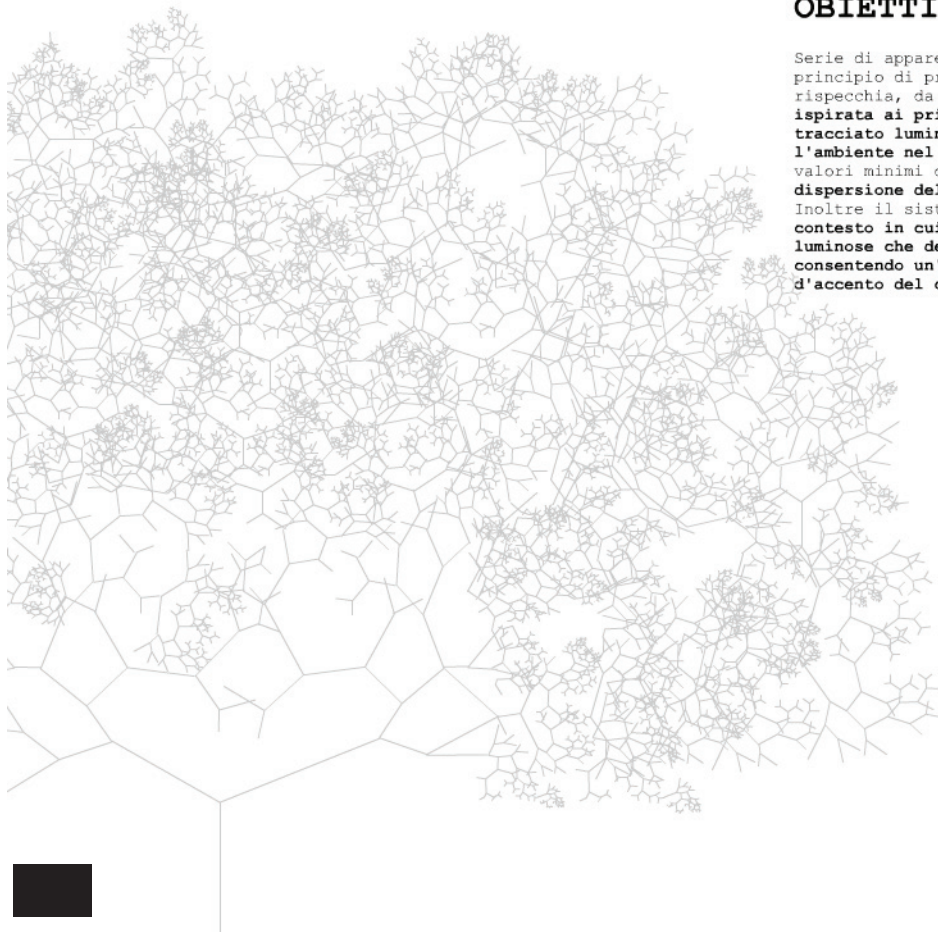 OBIETTI
Serie di appare
principio di pr
rispecchia, da
ispirata ai pri
tracciato lumin
l'ambiente nel
valori minimi
dispersione del
Inoltre il sist
contesto in cui
luminose che de
consentendo un'
d'accento del